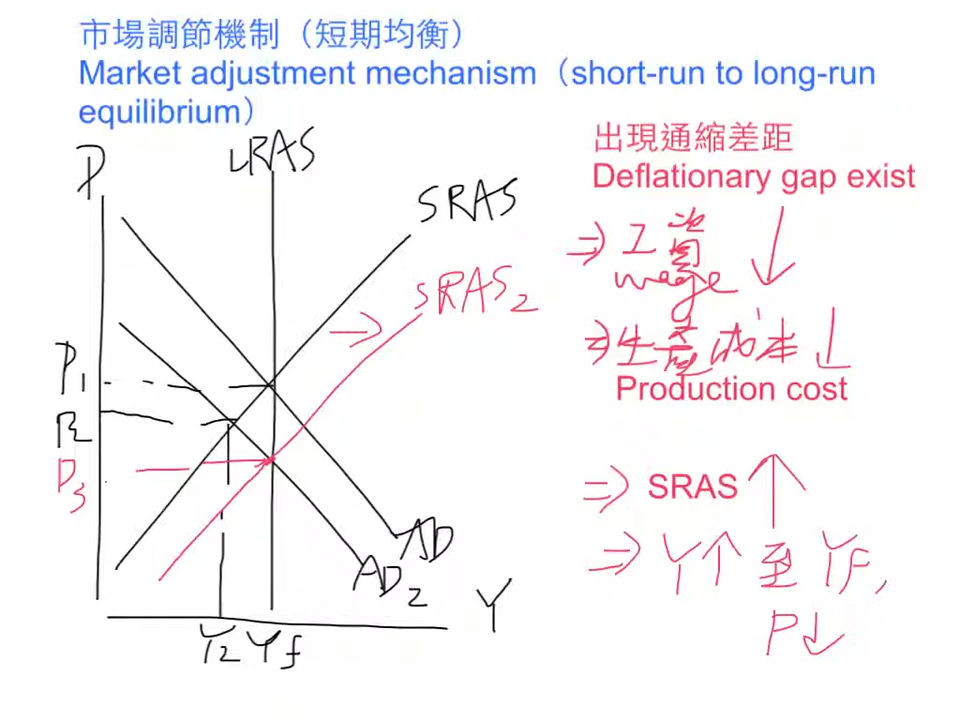 市場調節機制（短期均衡）
Market adjustment mechanism（short-run to long-run
equilibrium）
出現通縮差距
Deflationary gap exist
P
LRAS
SRAS
⇒ 工資 ↓
wage
SRAS2
⇒ 生產成本 ↓
Production cost
P1
P2
P3
⇒ SRAS ↑
⇒ Y↑ 至 Yf,
P↓
AD
AD2
Y
Y2 Yf